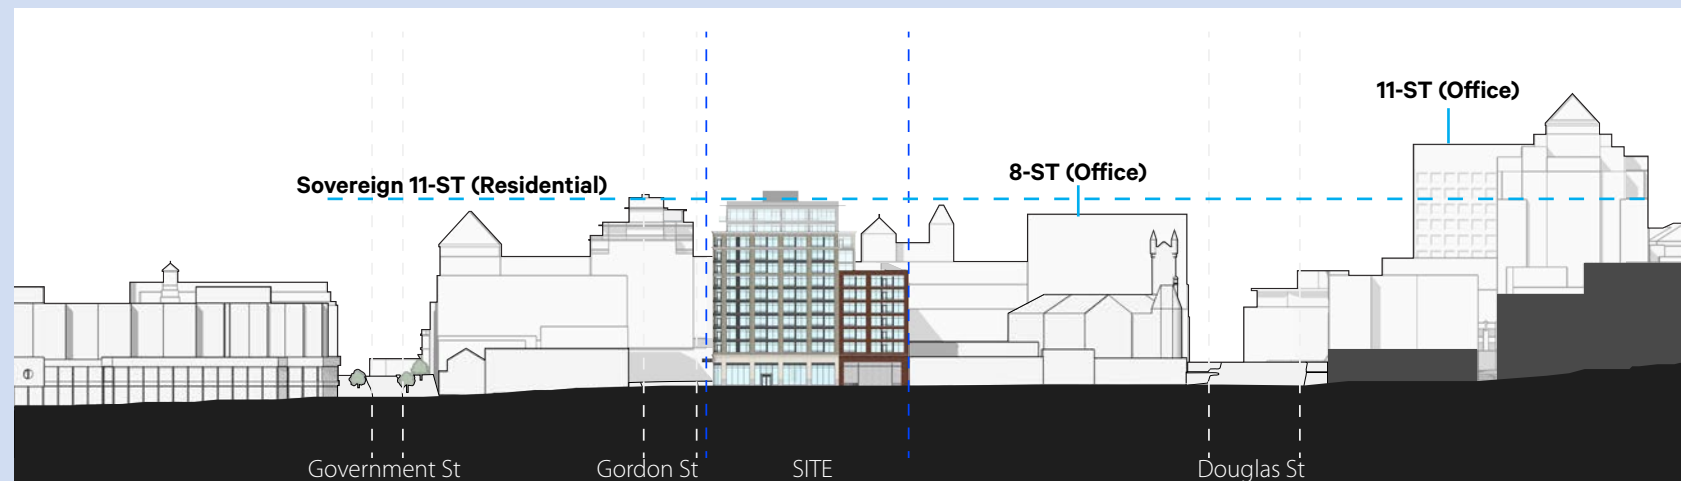 11-ST (Office)
8-ST (Office)
Sovereign 11-ST (Residential)
Government St
Gordon St
SITE
Douglas St